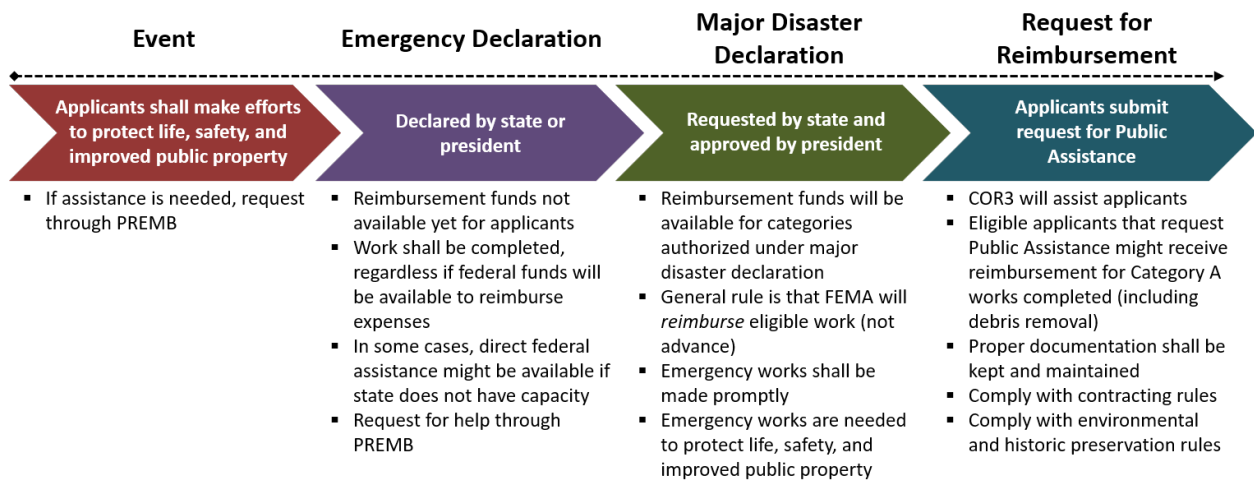 Event
Emergency Declaration
Major Disaster
Declaration
Request for
Reimbursement
Applicants shall make efforts
to protect life, safety, and
improved public property
Declared by state or
president
Requested by state and
approved by president
Applicants submit
request for Public
Assistance
▪ If assistance is needed, request
through PREMB
▪ Reimbursement funds not
available yet for applicants
▪ Work shall be completed,
regardless if federal funds will
be available to reimburse
expenses
▪ In some cases, direct federal
assistance might be available if
state does not have capacity
▪ Request for help through
PREMB
▪ Reimbursement funds will be
available for categories
authorized under major
disaster declaration
▪ General rule is that FEMA will
reimburse eligible work (not
advance)
▪ Emergency works shall be
made promptly
▪ Emergency works are needed
to protect life, safety, and
improved public property
▪ COR3 will assist applicants
▪ Eligible applicants that request
Public Assistance might receive
reimbursement for Category A
works completed (including
debris removal)
▪ Proper documentation shall be
kept and maintained
▪ Comply with contracting rules
▪ Comply with environmental
and historic preservation rules